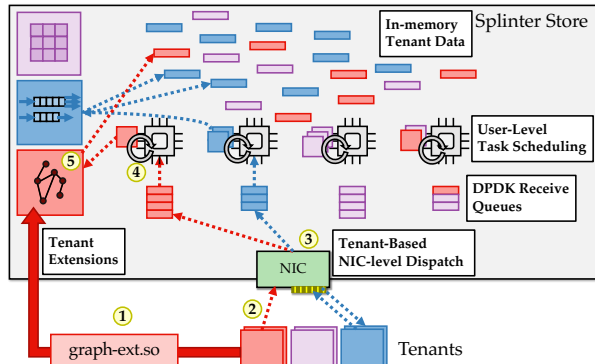 Splinter Store
In-memory
Tenant Data
User-Level
Task Scheduling
5
4
DPDK Receive
Queues
Tenant
Extensions
3
Tenant-Based
NIC-level Dispatch
NIC
1
2
graph-ext.so
Tenants